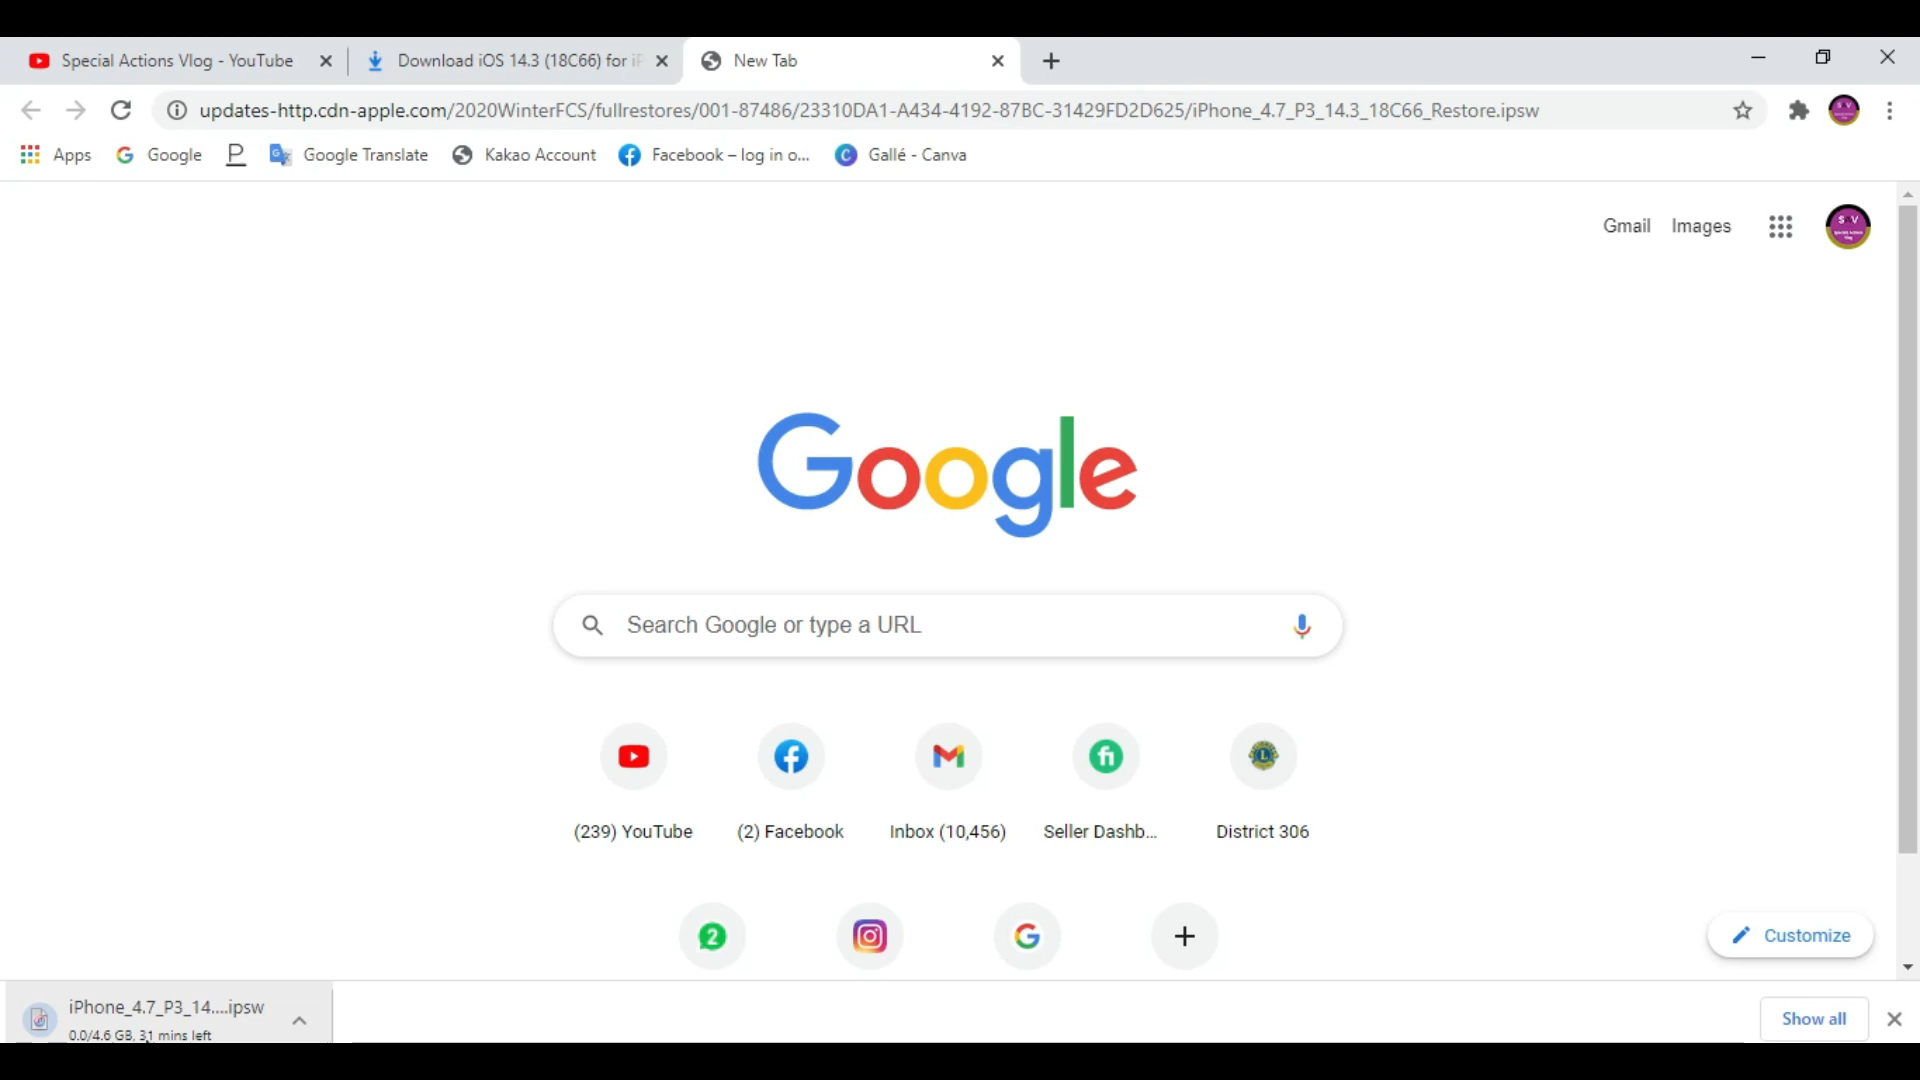 Special Actions Vlog - YouTube
Download iOS 14.3 (18C66) for iP
New Tab
updates-http.cdn-apple.com/2020WinterFCS/fullrestores/001-87486/23310DA1-A434-4192-87BC-31429FD2D625/iPhone_4.7_P3_14.3_18C66_Restore.ipsw
Apps
Google
Google Translate
Kakao Account
Facebook – log in o...
Gallé - Canva
Gmail
Images
Google
Search Google or type a URL
(239) YouTube
(2) Facebook
Inbox (10,456)
Seller Dashb...
District 306
2
Customize
iPhone_4.7_P3_14....ipsw
0.0/4.6 GB, 31 mins left
Show all